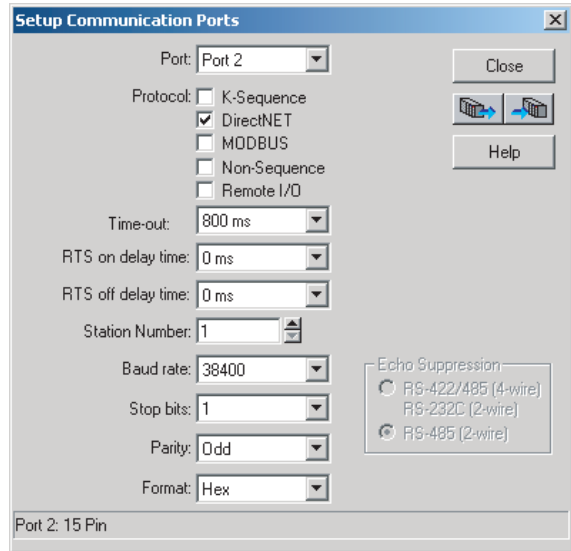 Setup Communication Ports
Port: Port 2
Close
Protocol: K-Sequence
DirectNET
MODBUS
Help
Non-Sequence
Remote I/O
Time-out: 800 ms
RTS on delay time: 0 ms
RTS off delay time: 0 ms
Station Number: 1
Baud rate: 38400
Echo Suppression
RS-422/485 (4-wire)
RS-232C (2-wire)
Stop bits: 1
RS-485 (2-wire)
Parity: Odd
Format: Hex
Port 2: 15 Pin